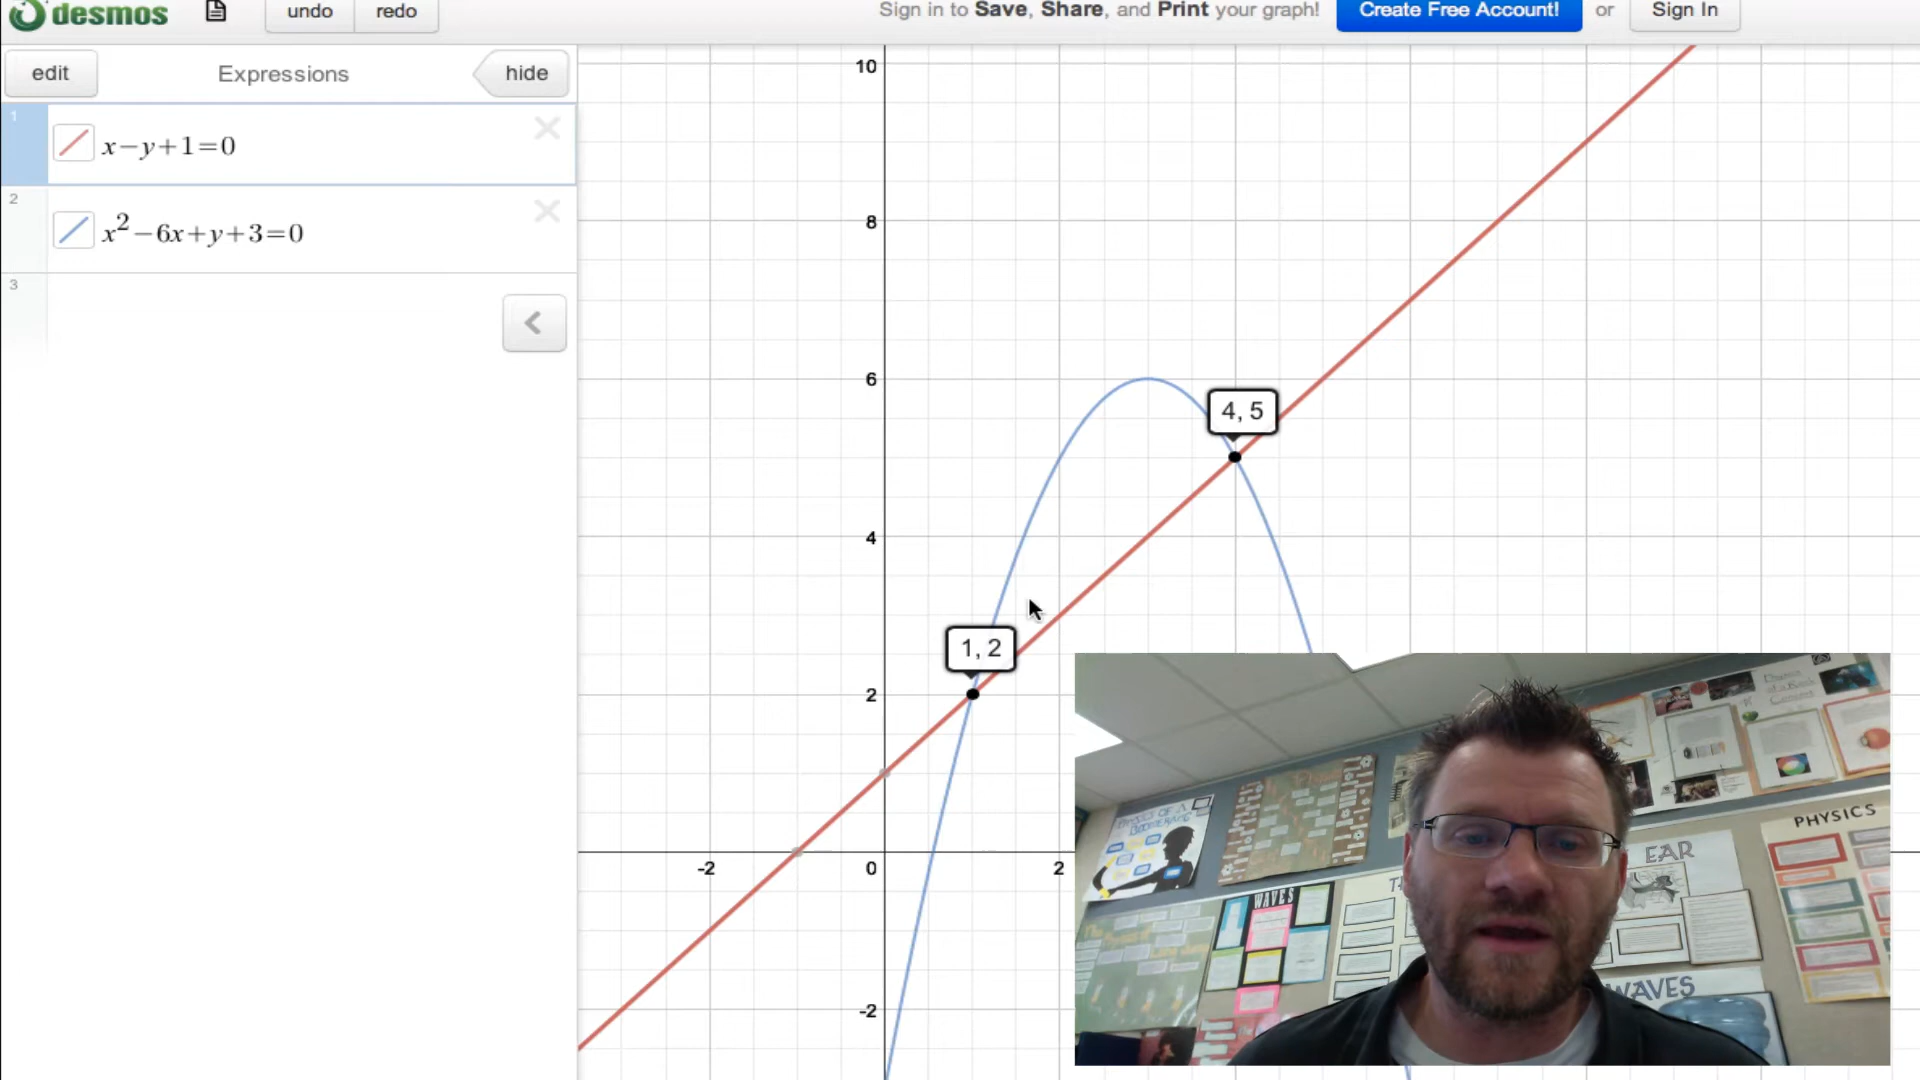 desmos
undo
redo
Sign in to Save, Share, and Print your graph!
Create Free Account!
or
Sign In
edit
Expressions
hide
1
x−y+1=0
2
x²−6x+y+3=0
3
10
8
6
4
2
-2
0
2
-2
4, 5
1, 2
PHYSICS
EAR
WAVES
WAVES